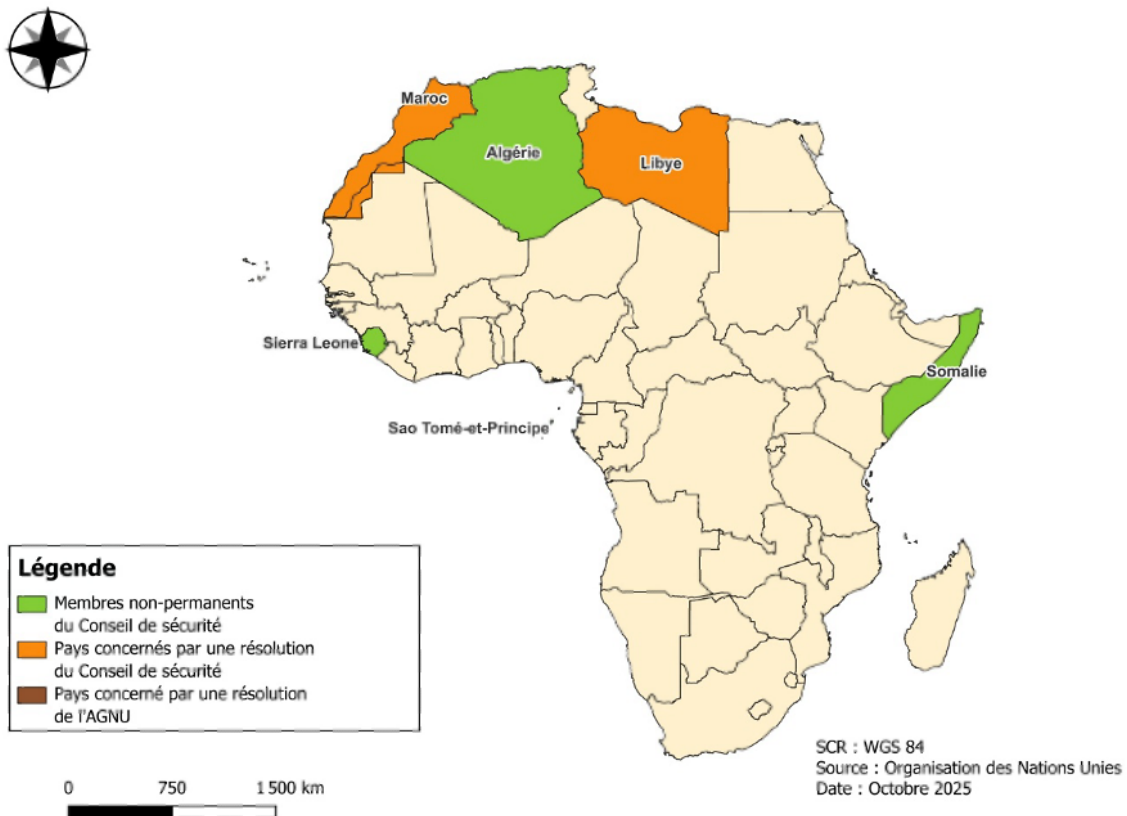 Maroc
Algérie
Libye
Sierra Leone
Somalie
Sao Tomé-et-Principe
Légende
Membres non-permanents
du Conseil de sécurité
Pays concernés par une résolution
du Conseil de sécurité
Pays concerné par une résolution
de l'AGNU
0 750 1 500 km
SCR : WGS 84
Source : Organisation des Nations Unies
Date : Octobre 2025